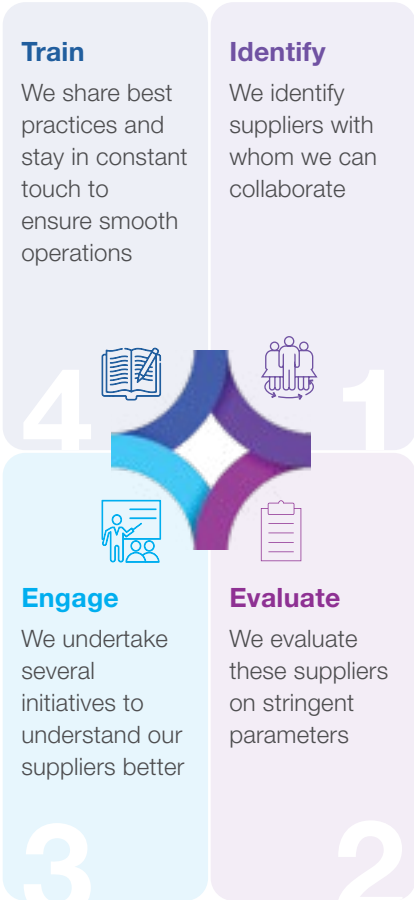 Train
We share best
practices and
stay in constant
touch to
ensure smooth
operations
4
Identify
We identify
suppliers with
whom we can
collaborate
1
Engage
We undertake
several
initiatives to
understand our
suppliers better
3
Evaluate
We evaluate
these suppliers
on stringent
parameters
2